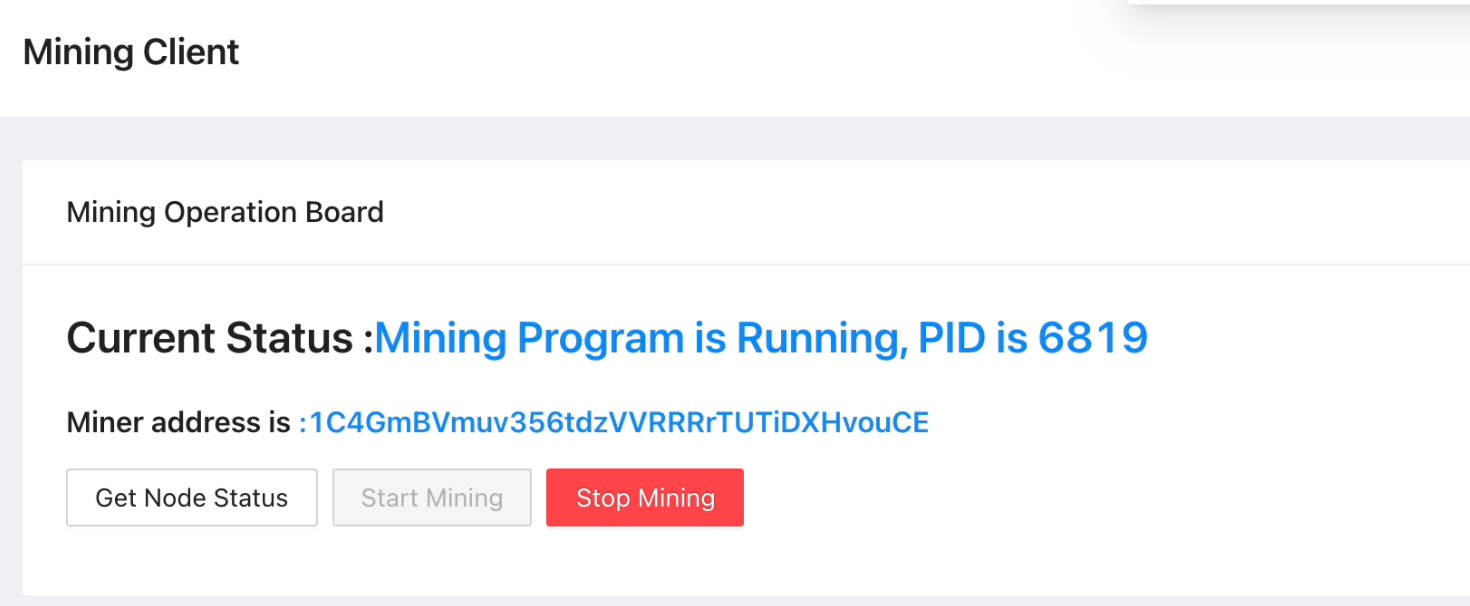 Mining Client
Mining Operation Board
Current Status :Mining Program is Running, PID is 6819
Miner address is :1C4GmBVmuv356tdzVVRRRrTUTiDXHvouCE
Get Node Status Start Mining Stop Mining